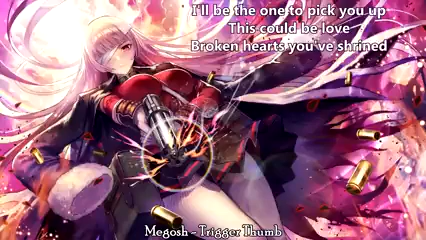 I'll be the one to pick you up
This could be love
Broken hearts you've shrined
Megosh - Trigger Thumb